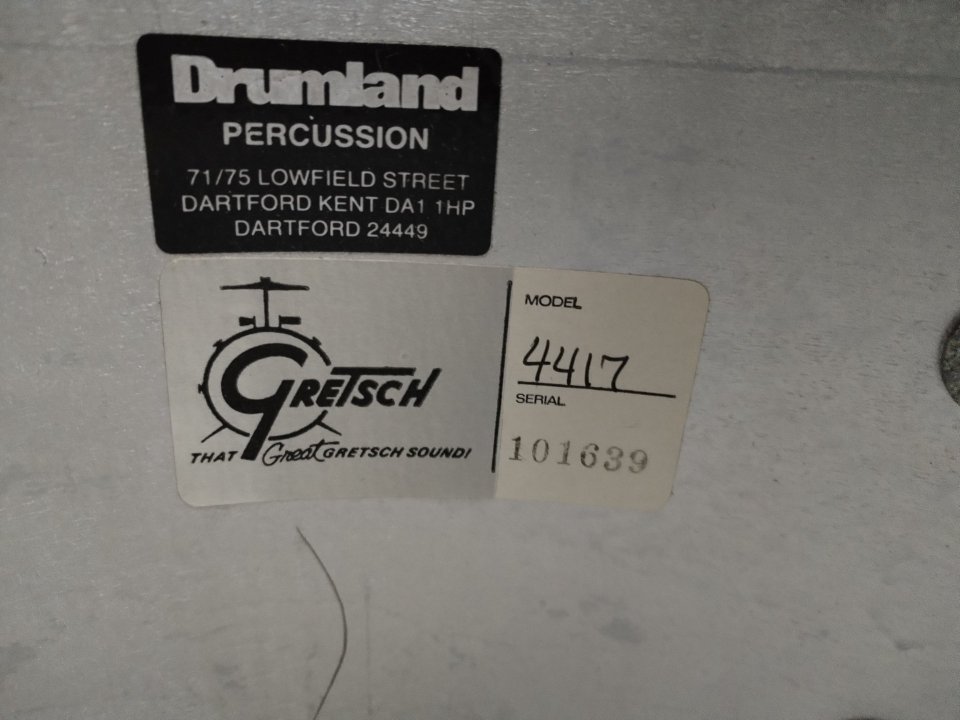 Drumland
PERCUSSION
71/75 LOWFIELD STREET
DARTFORD KENT DA1 1HP
DARTFORD 24449
GRETSCH
THAT Great GRETSCH SOUND!
MODEL
4417
SERIAL
101639